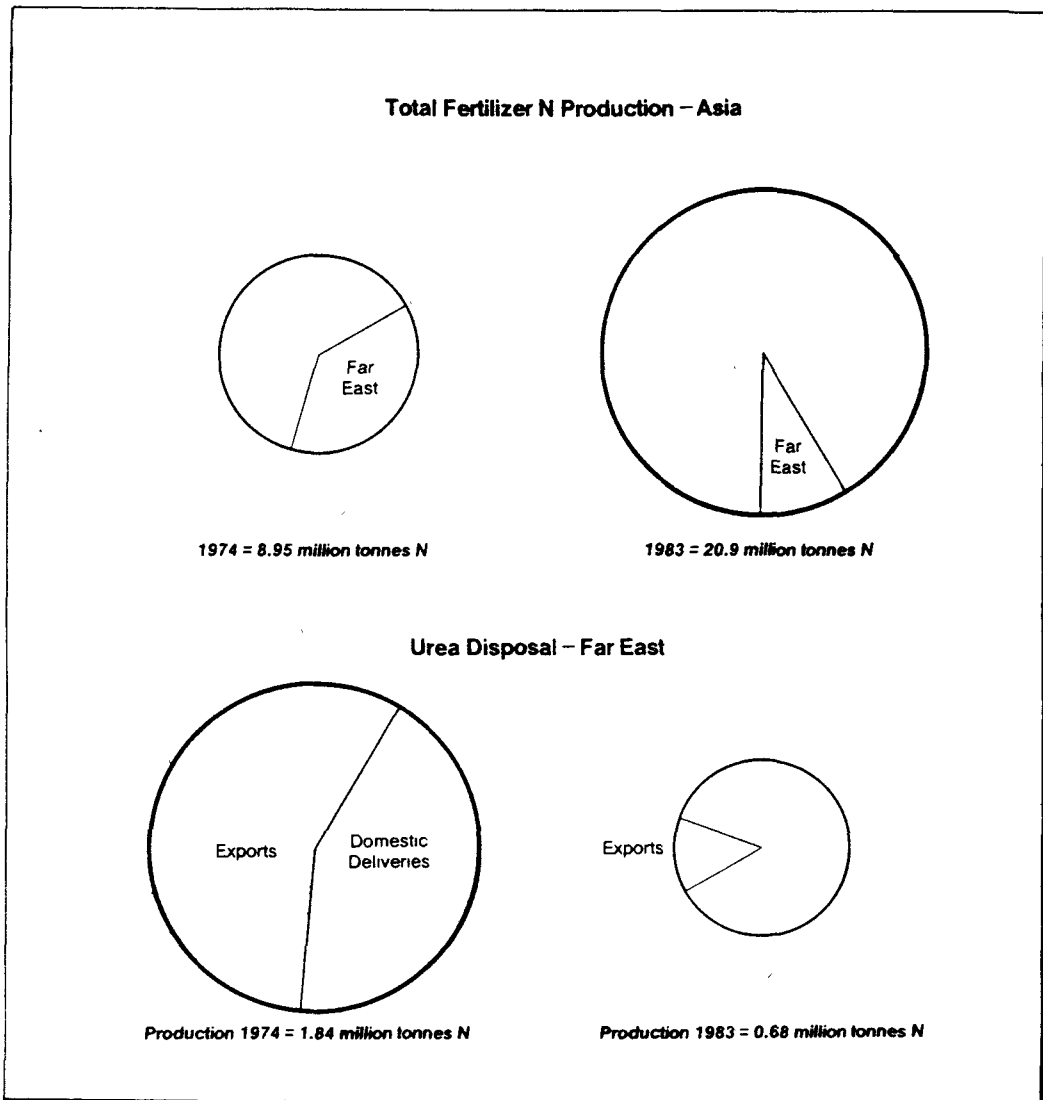 Total Fertilizer N Production – Asia
Far
East
Far
East
1974 = 8.95 million tonnes N
1983 = 20.9 million tonnes N
Urea Disposal – Far East
Exports
Domestic
Deliveries
Exports
Production 1974 = 1.84 million tonnes N
Production 1983 = 0.68 million tonnes N